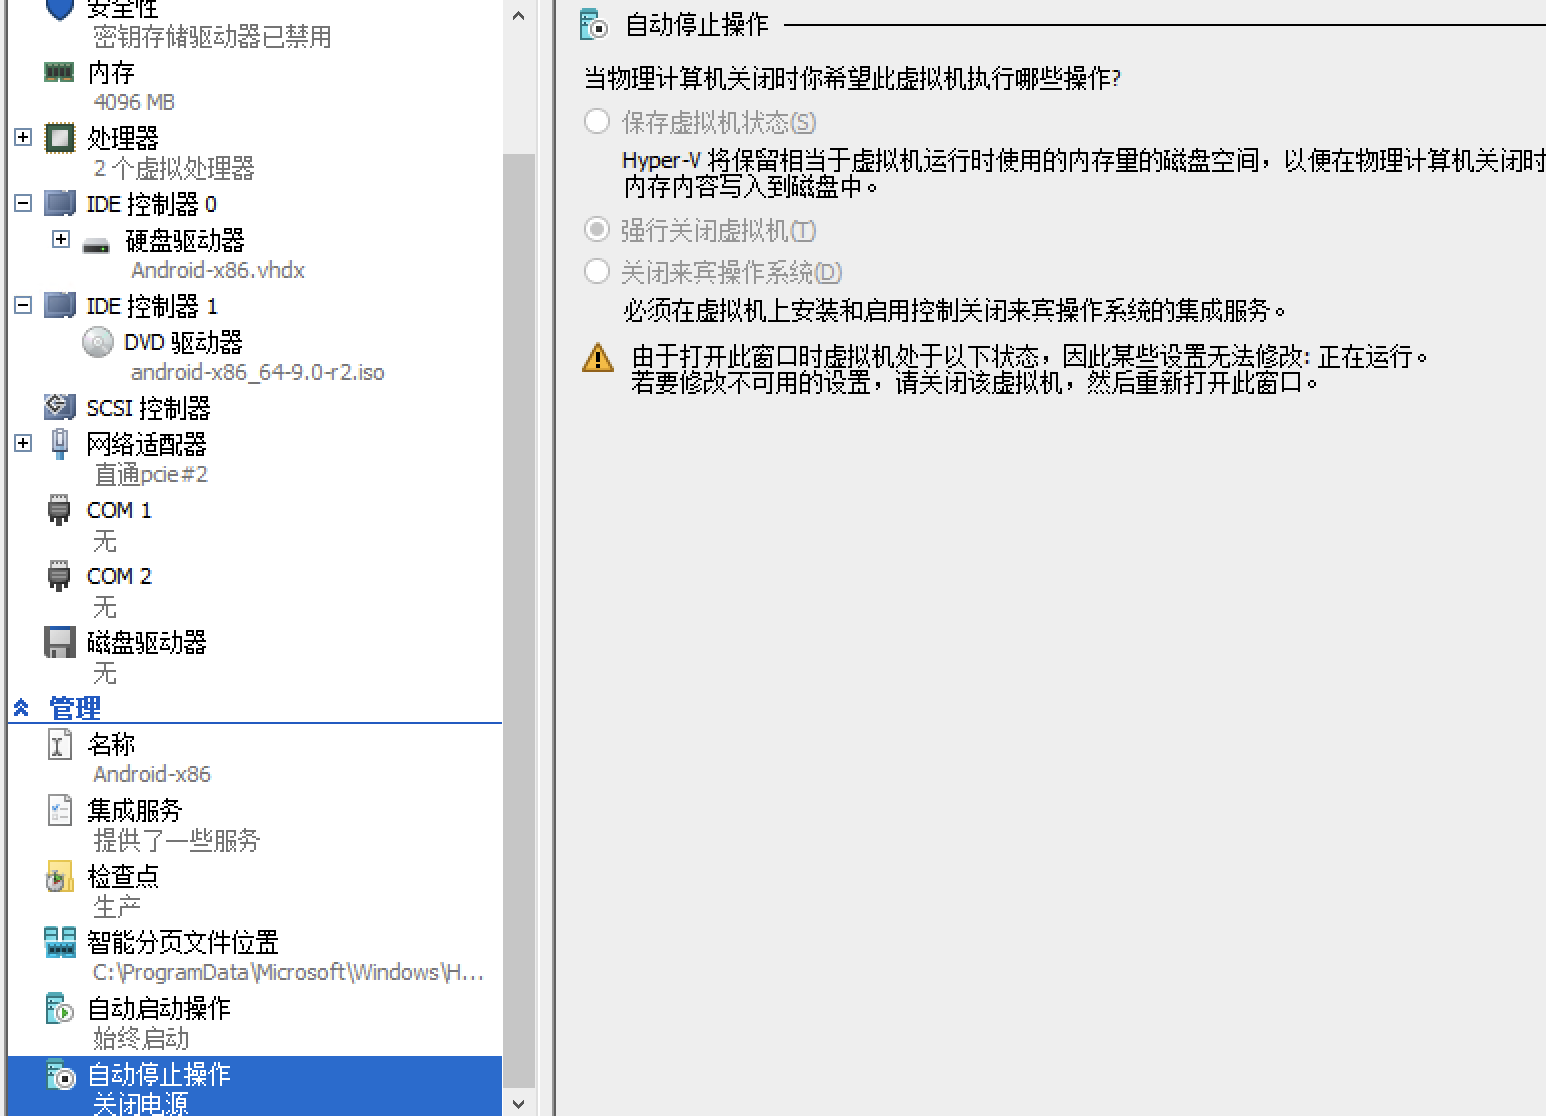 安全性
密钥存储驱动器已禁用
内存
4096 MB
处理器
2 个虚拟处理器
IDE 控制器 0
硬盘驱动器
Android-x86.vhdx
IDE 控制器 1
DVD 驱动器
android-x86_64-9.0-r2.iso
SCSI 控制器
网络适配器
直通pcie#2
COM 1
无
COM 2
无
磁盘驱动器
无
管理
名称
Android-x86
集成服务
提供了一些服务
检查点
生产
智能分页文件位置
C:\ProgramData\Microsoft\Windows\H...
自动启动操作
始终启动
自动停止操作
关闭电源
自动停止操作
当物理计算机关闭时你希望此虚拟机执行哪些操作?
保存虚拟机状态(S)
Hyper-V 将保留相当于虚拟机运行时使用的内存量的磁盘空间，以便在物理计算机关闭时
内存内容写入到磁盘中。
强行关闭虚拟机(T)
关闭来宾操作系统(D)
必须在虚拟机上安装和启用控制关闭来宾操作系统的集成服务。
由于打开此窗口时虚拟机处于以下状态，因此某些设置无法修改: 正在运行。
若要修改不可用的设置，请关闭该虚拟机，然后重新打开此窗口。